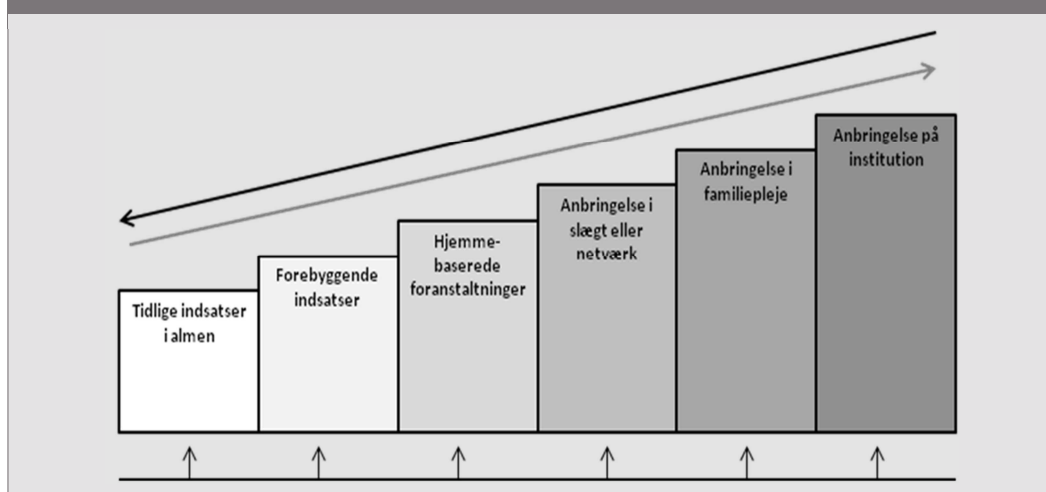 Tidlige indsatser
i almen
Forebyggende
indsatser
Hjemme-
baserede
foranstaltninger
Anbringelse i
slægt eller
netværk
Anbringelse i
familiepleje
Anbringelse på
institution